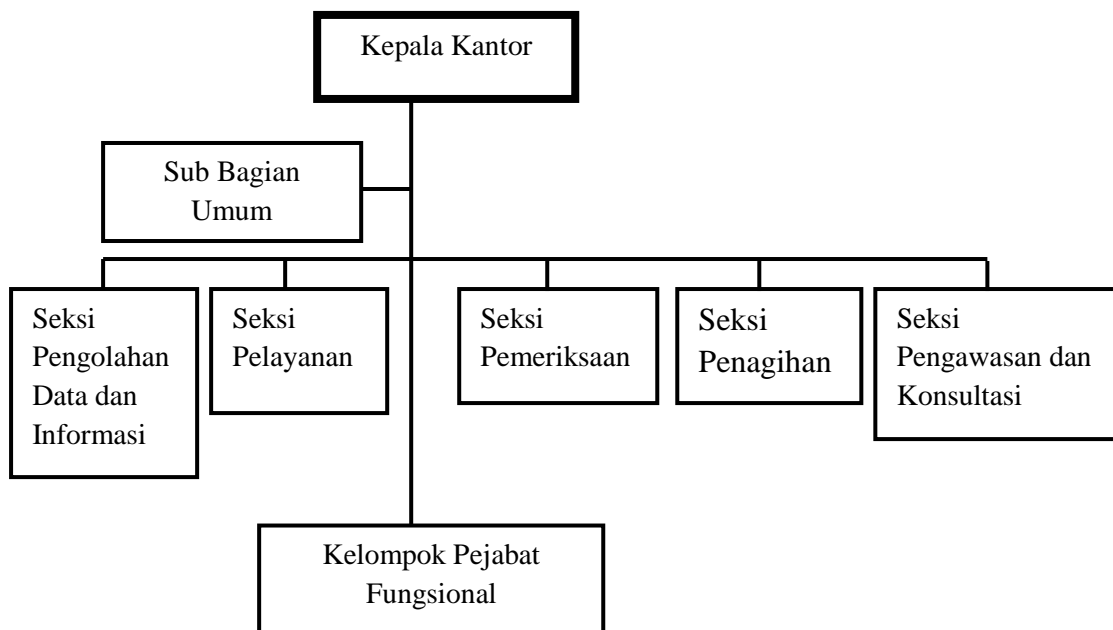 Kepala Kantor
Sub Bagian
Umum
Seksi
Pengolahan
Data dan
Informasi
Seksi
Pelayanan
Seksi
Pemeriksaan
Seksi
Penagihan
Seksi
Pengawasan dan
Konsultasi
Kelompok Pejabat
Fungsional